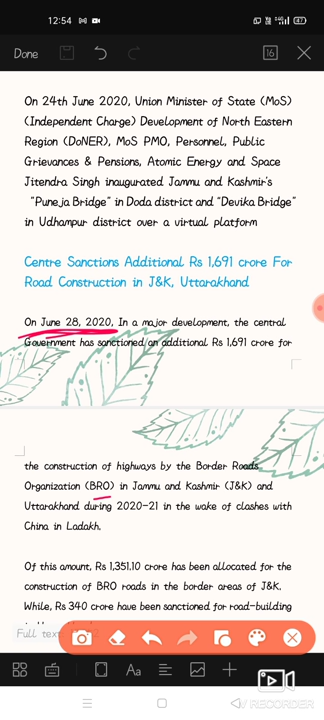 12:54
47
Done
16
On 24th June 2020, Union Minister of State (MoS)
(Independent Charge) Development of North Eastern
Region (DoNER), MoS PMO, Personnel, Public
Grievances & Pensions, Atomic Energy and Space
Jitendra Singh inaugurated Jammu and Kashmir's
"Puneja Bridge" in Doda district and "Devika Bridge"
in Udhampur district over a virtual platform
Centre Sanctions Additional Rs 1,691 crore For
Road Construction in J&K, Uttarakhand
On June 28, 2020, In a major development, the central
Government has sanctioned an additional Rs 1,691 crore for
the construction of highways by the Border Roads
Organization (BRO) in Jammu and Kashmir (J&K) and
Uttarakhand during 2020-21 in the wake of clashes with
China in Ladakh.
Of this amount, Rs 1,351.10 crore has been allocated for the
construction of BRO roads in the border areas of J&K.
While, Rs 340 crore have been sanctioned for road-building
Full text
Aa
RECORDER